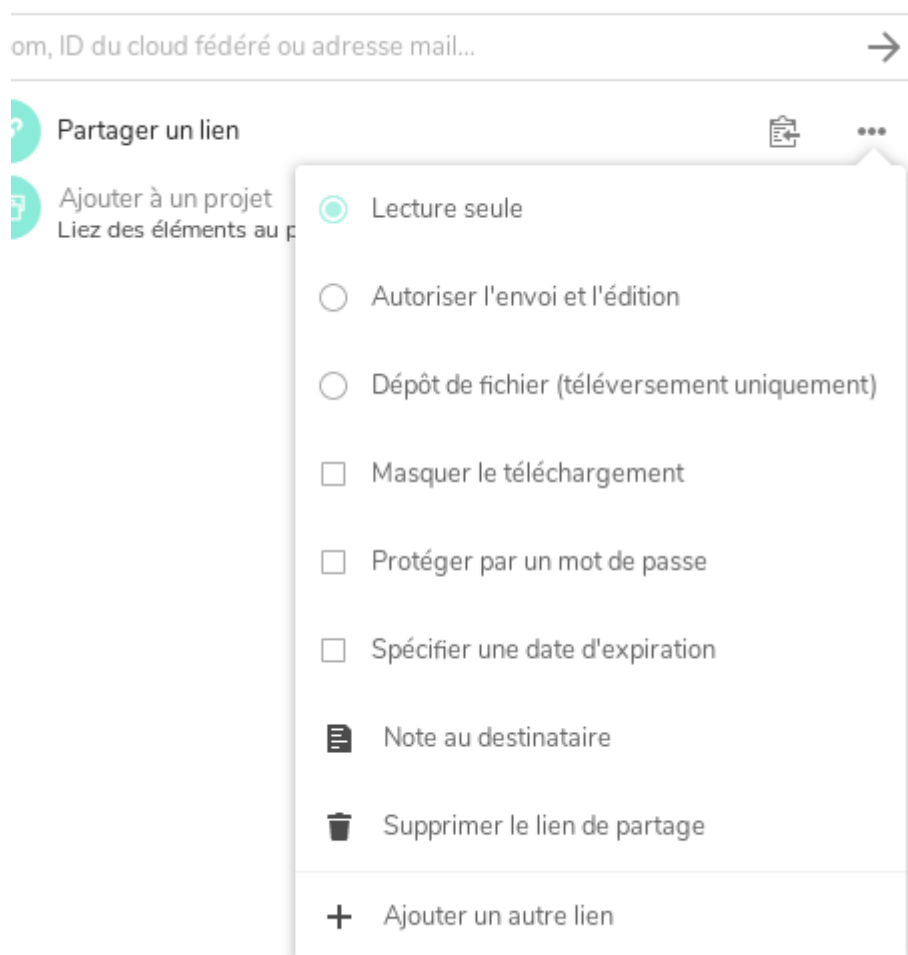 om, ID du cloud fédéré ou adresse mail...
Partager un lien
Ajouter à un projet
Liez des éléments au p
Lecture seule
Autoriser l'envoi et l'édition
Dépôt de fichier (téléversement uniquement)
Masquer le téléchargement
Protéger par un mot de passe
Spécifier une date d'expiration
Note au destinataire
Supprimer le lien de partage
Ajouter un autre lien